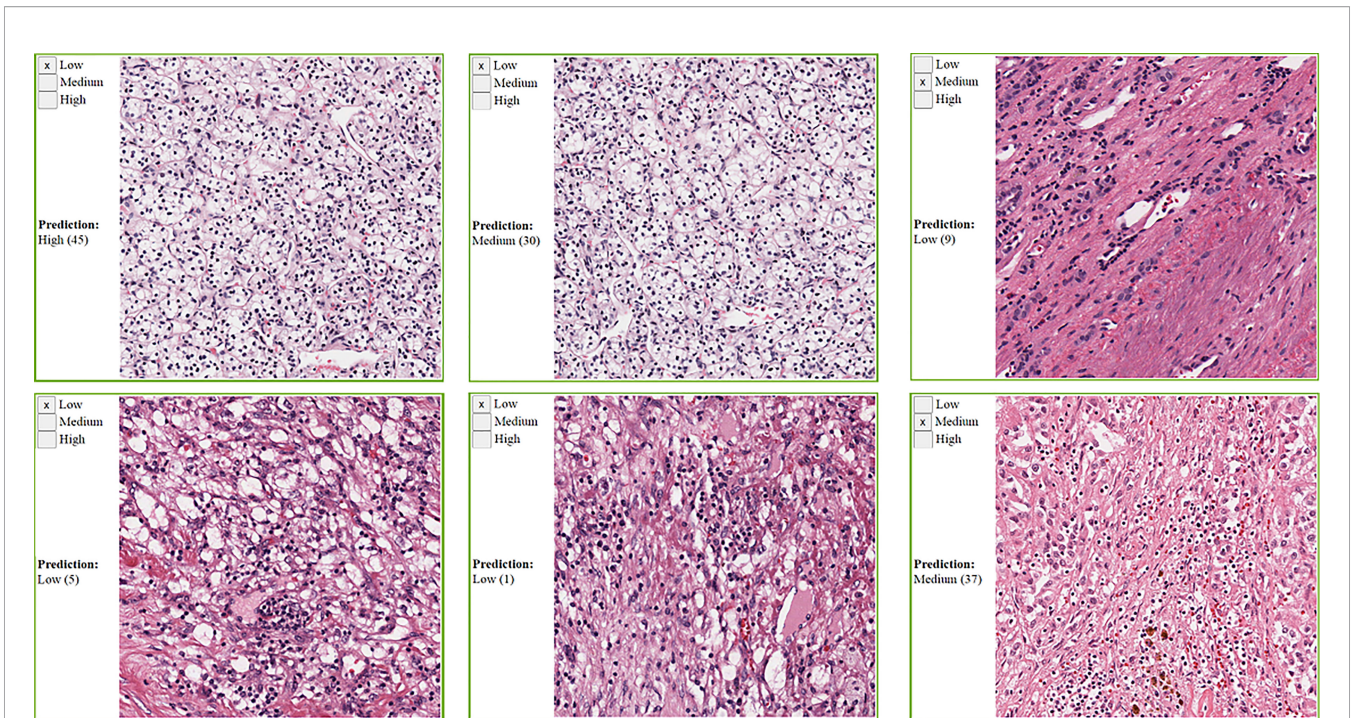 x Low
Medium
High
Prediction:
High (45)
x Low
Medium
High
Prediction:
Medium (30)
Low
x Medium
High
Prediction:
Low (9)
x Low
Medium
High
Prediction:
Low (5)
x Low
Medium
High
Prediction:
Low (1)
Low
x Medium
High
Prediction:
Medium (37)